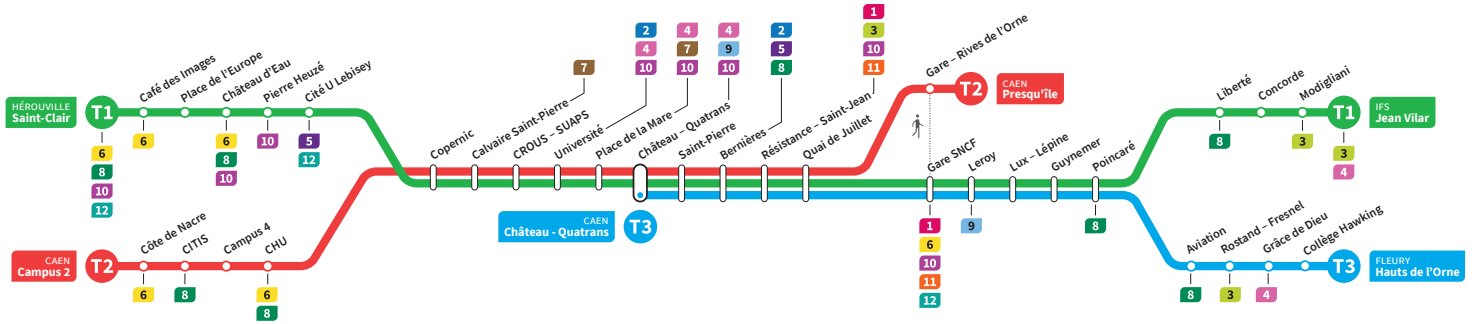 HÉROUVILLE
Saint-Clair
T1
6
8
10
12
Café des Images
6
Place de l'Europe
Château d'Eau
6
8
10
Pierre Heuzé
10
Cité U Lebisey
5
12
CAEN
Campus 2
T2
Côte de Nacre
6
CITIS
8
Campus 4
CHU
6
8
Copernic
Calvaire Saint-Pierre
7
CROUS – SUAPS
Université
2
4
10
Place de la Mare
4
7
10
Château – Quatrans
4
9
10
CAEN
Château - Quatrans
T3
Saint-Pierre
Bernières
2
5
8
Résistance – Saint-Jean
1
3
10
11
Quai de Juillet
Gare – Rives de l'Orne
T2
CAEN
Presqu'île
Gare SNCF
1
6
10
11
12
Leroy
9
Lux – Lépine
Guynemer
Poincaré
8
Liberté
8
Concorde
Modigliani
3
T1
3
4
IFS
Jean Vilar
Aviation
8
Rostand – Fresnel
3
Grâce de Dieu
4
Collège Hawking
T3
FLEURY
Hauts de l'Orne